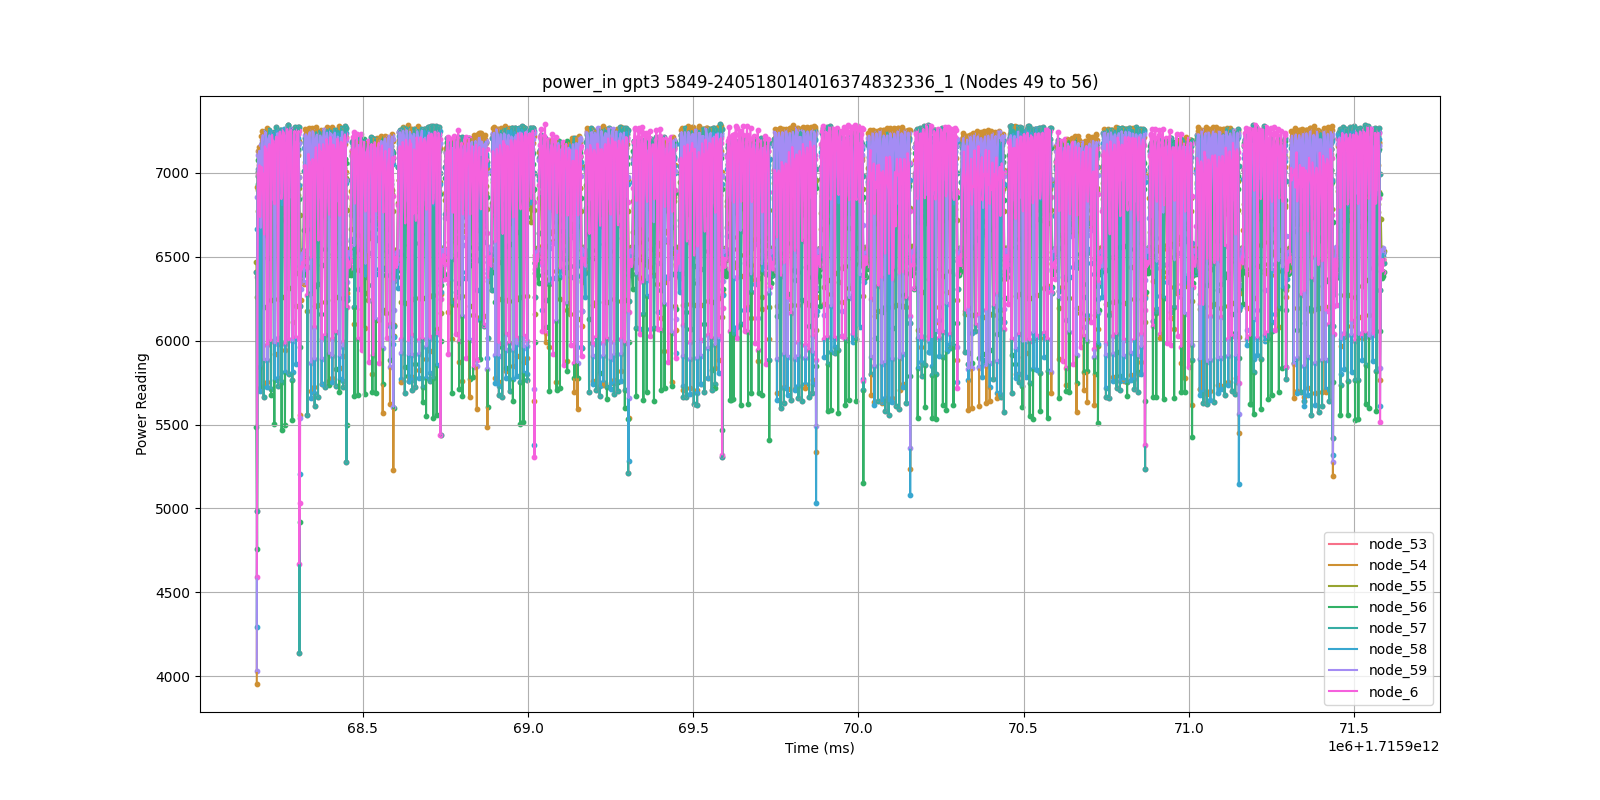 power_in gpt3 5849-240518014016374832336_1 (Nodes 49 to 56)
Power Reading
7000
6500
6000
5500
5000
4500
4000
node_53
node_54
node_55
node_56
node_57
node_58
node_59
node_6
68.5 69.0 69.5 70.0 70.5 71.0 71.5
Time (ms)
1e6+1.7159e12